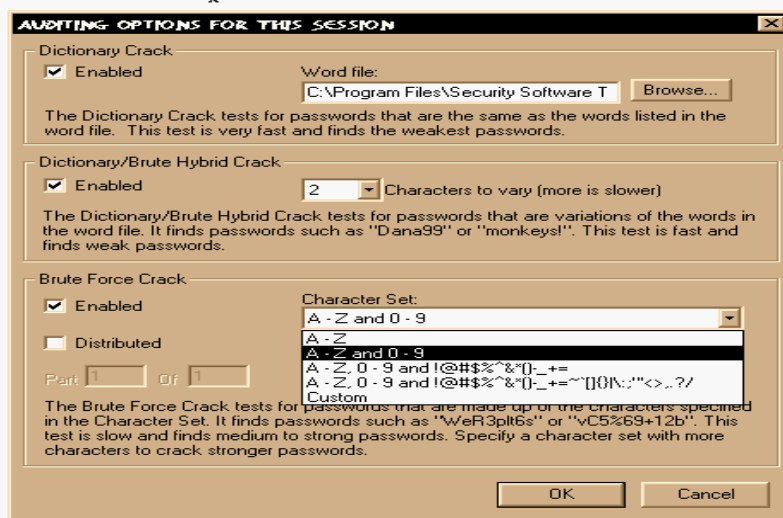 AUDITING OPTIONS FOR THIS SESSION
Dictionary Crack
Enabled
Word file:
C:\Program Files\Security Software T
Browse...
The Dictionary Crack tests for passwords that are the same as the words listed in the
word file. This test is very fast and finds the weakest passwords.
Dictionary/Brute Hybrid Crack
Enabled
2
Characters to vary (more is slower)
The Dictionary/Brute Hybrid Crack tests for passwords that are variations of the words in
the word file. It finds passwords such as "Dana99" or "monkeys!". This test is fast and
finds weak passwords.
Brute Force Crack
Enabled
Character Set:
A - Z and 0 - 9
Distributed
A - Z
A - Z and 0 - 9
A - Z, 0 - 9 and !@#$%^&*()-_+=
A - Z, 0 - 9 and !@#$%^&*()-_+=~`[]{}|\:;"'<>,.?/
Custom
Part 1 Of 1
The Brute Force Crack tests for passwords that are made up of the characters specified
in the Character Set. It finds passwords such as "WeR3plt6s" or "vC5%69+12b". This
test is slow and finds medium to strong passwords. Specify a character set with more
characters to crack stronger passwords.
OK
Cancel